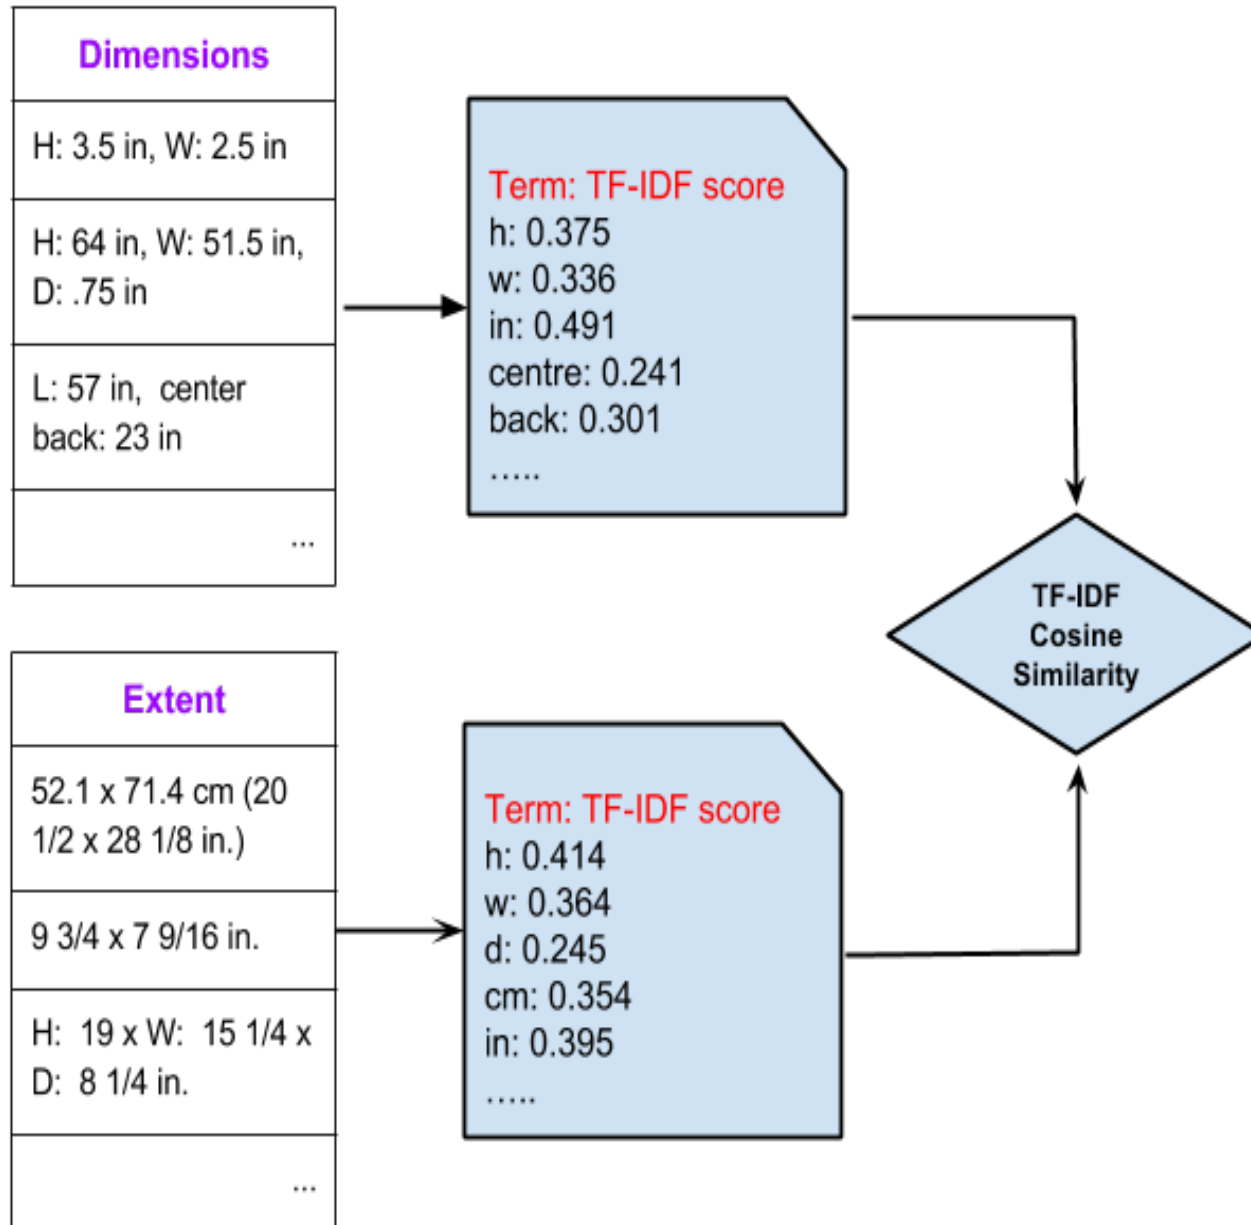 Dimensions
H: 3.5 in, W: 2.5 in
H: 64 in, W: 51.5 in,
D: .75 in
L: 57 in,  center
back: 23 in
...
Term: TF-IDF score
h: 0.375
w: 0.336
in: 0.491
centre: 0.241
back: 0.301
…..
TF-IDF
Cosine
Similarity
Extent
52.1 x 71.4 cm (20
1/2 x 28 1/8 in.)
9 3/4 x 7 9/16 in.
H:  19 x W:  15 1/4 x
D:  8 1/4 in.
...
Term: TF-IDF score
h: 0.414
w: 0.364
d: 0.245
cm: 0.354
in: 0.395
…..